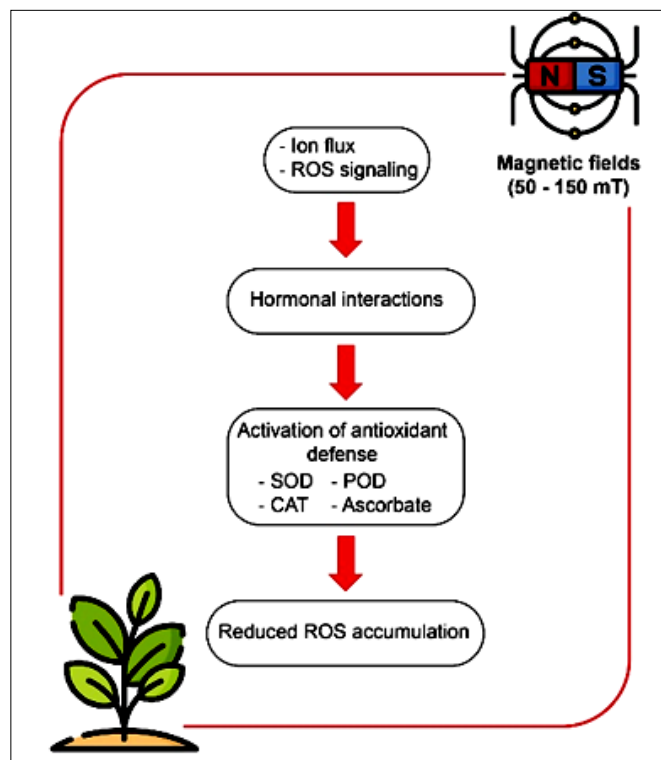 N S
Magnetic fields
(50 - 150 mT)
- Ion flux
- ROS signaling
Hormonal interactions
Activation of antioxidant
defense
- SOD - POD
- CAT - Ascorbate
Reduced ROS accumulation